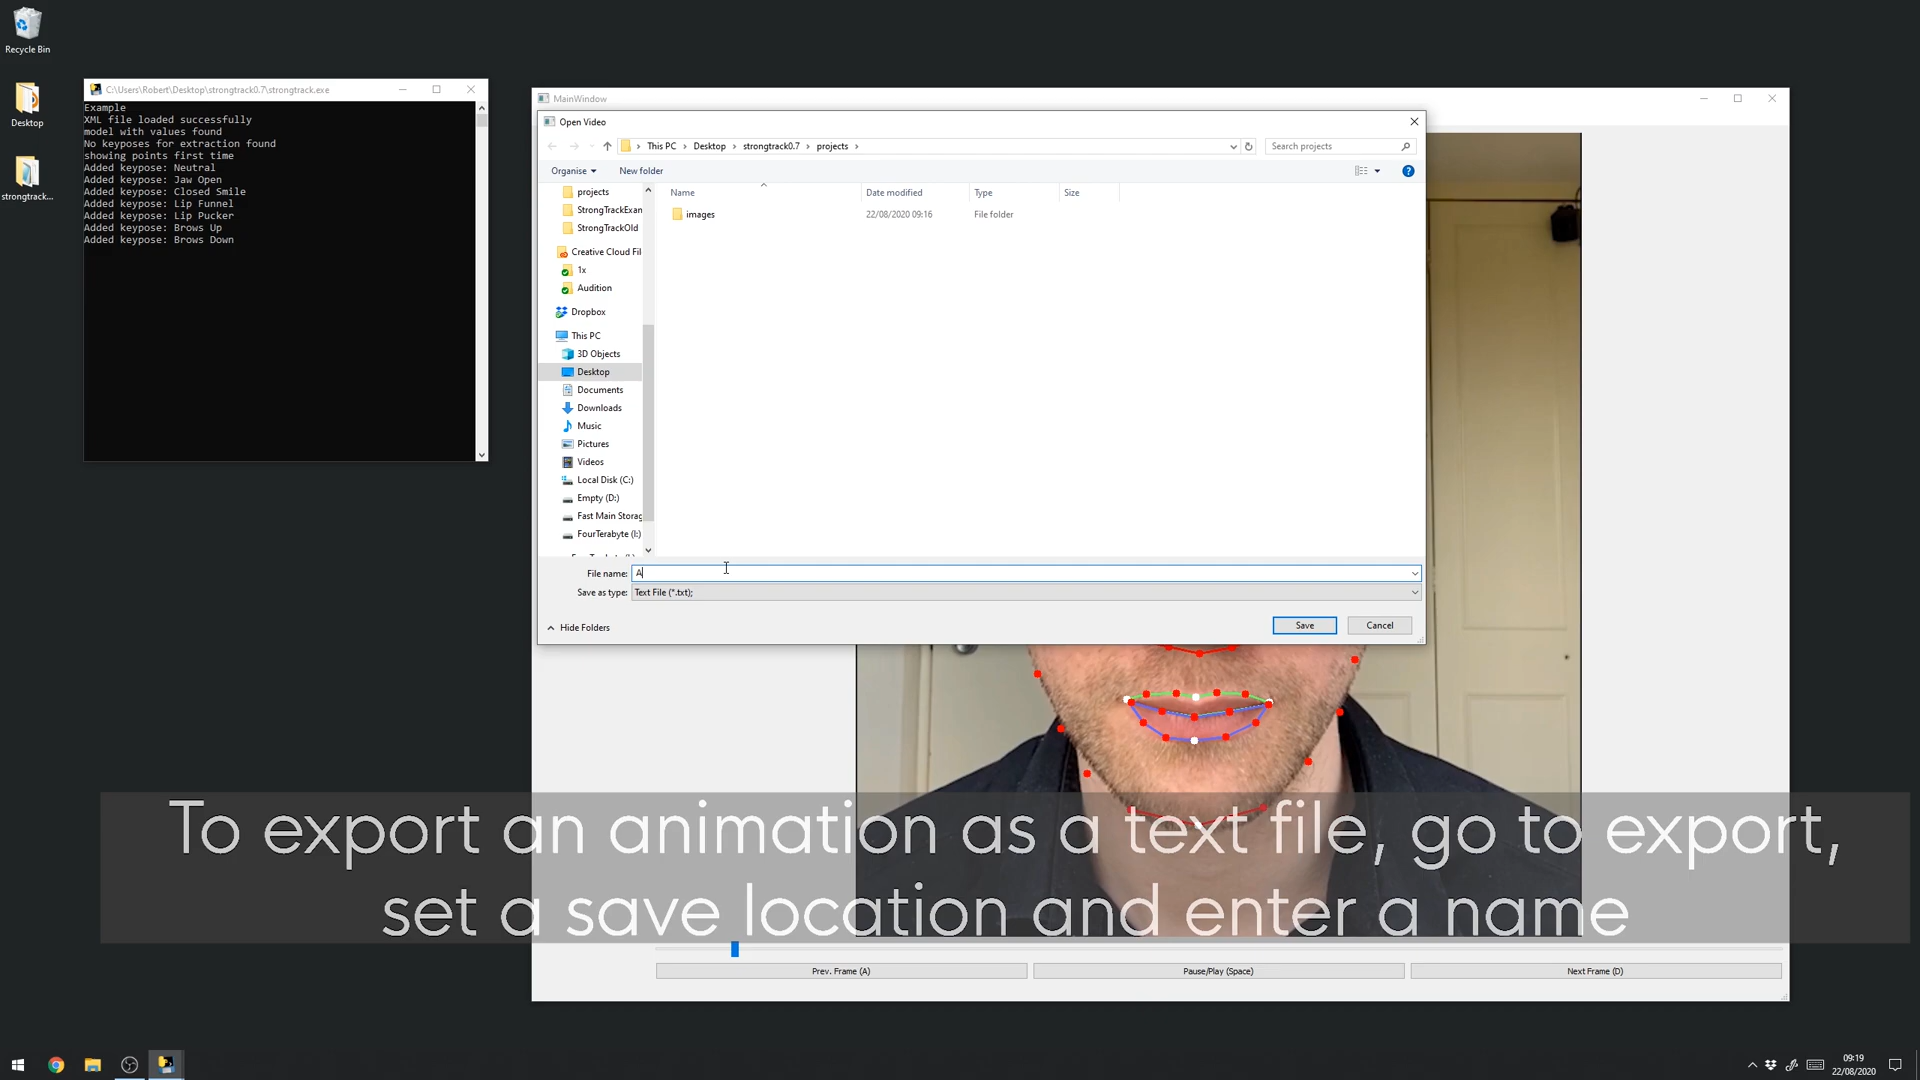 Recycle Bin
Desktop
strongtrack...
C:\Users\Robert\Desktop\strongtrack0.7\strongtrack.exe
Example
XML file loaded successfully
model with values found
No keyposes for extraction found
showing points first time
Added keypose: Neutral
Added keypose: Jaw Open
Added keypose: Closed Smile
Added keypose: Lip Funnel
Added keypose: Lip Pucker
Added keypose: Brows Up
Added keypose: Brows Down
MainWindow
Open Video
This PC > Desktop > strongtrack0.7 > projects >
Search projects
Organise
New folder
Name
Date modified
Type
Size
images
22/08/2020 09:16
File folder
projects
StrongTrackExan
StrongTrackOld
Creative Cloud Fil
1x
Audition
Dropbox
This PC
3D Objects
Desktop
Documents
Downloads
Music
Pictures
Videos
Local Disk (C:)
Empty (D:)
Fast Main Storag
FourTerabyte (I:)
File name: A
Save as type: Text File (*.txt);
Hide Folders
Save
Cancel
To export an animation as a text file, go to export,
set a save location and enter a name
Prev. Frame (A)
Pause/Play (Space)
Next Frame (D)
09:19
22/08/2020